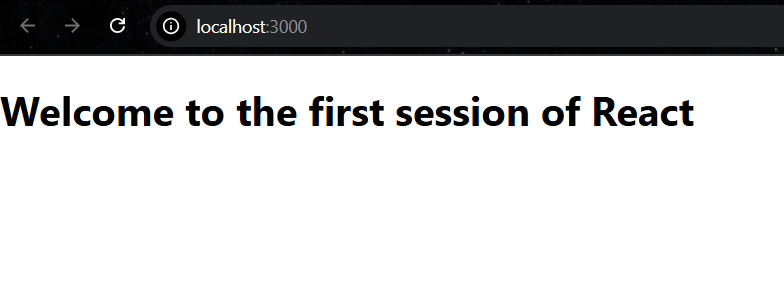 localhost:3000
Welcome to the first session of React